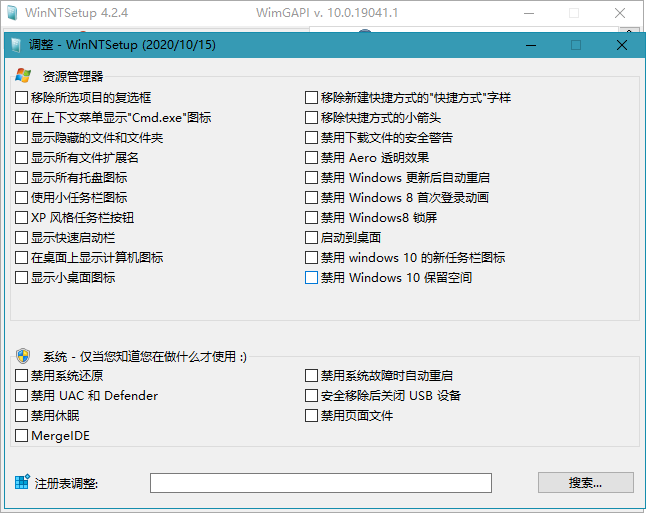 WinNTSetup 4.2.4 WimGAPI v. 10.0.19041.1
调整 - WinNTSetup (2020/10/15)
资源管理器
移除所选项目的复选框
在上下文菜单显示"Cmd.exe"图标
显示隐藏的文件和文件夹
显示所有文件扩展名
显示所有托盘图标
使用小任务栏图标
XP 风格任务栏按钮
显示快速启动栏
在桌面上显示计算机图标
显示小桌面图标
移除新建快捷方式的"快捷方式"字样
移除快捷方式的小箭头
禁用下载文件的安全警告
禁用 Aero 透明效果
禁用 Windows 更新后自动重启
禁用 Windows 8 首次登录动画
禁用 Windows8 锁屏
启动到桌面
禁用 windows 10 的新任务栏图标
禁用 Windows 10 保留空间
系统 - 仅当您知道您在做什么才使用 :)
禁用系统还原
禁用 UAC 和 Defender
禁用休眠
MergeIDE
禁用系统故障时自动重启
安全移除后关闭 USB 设备
禁用页面文件
注册表调整:
搜索...